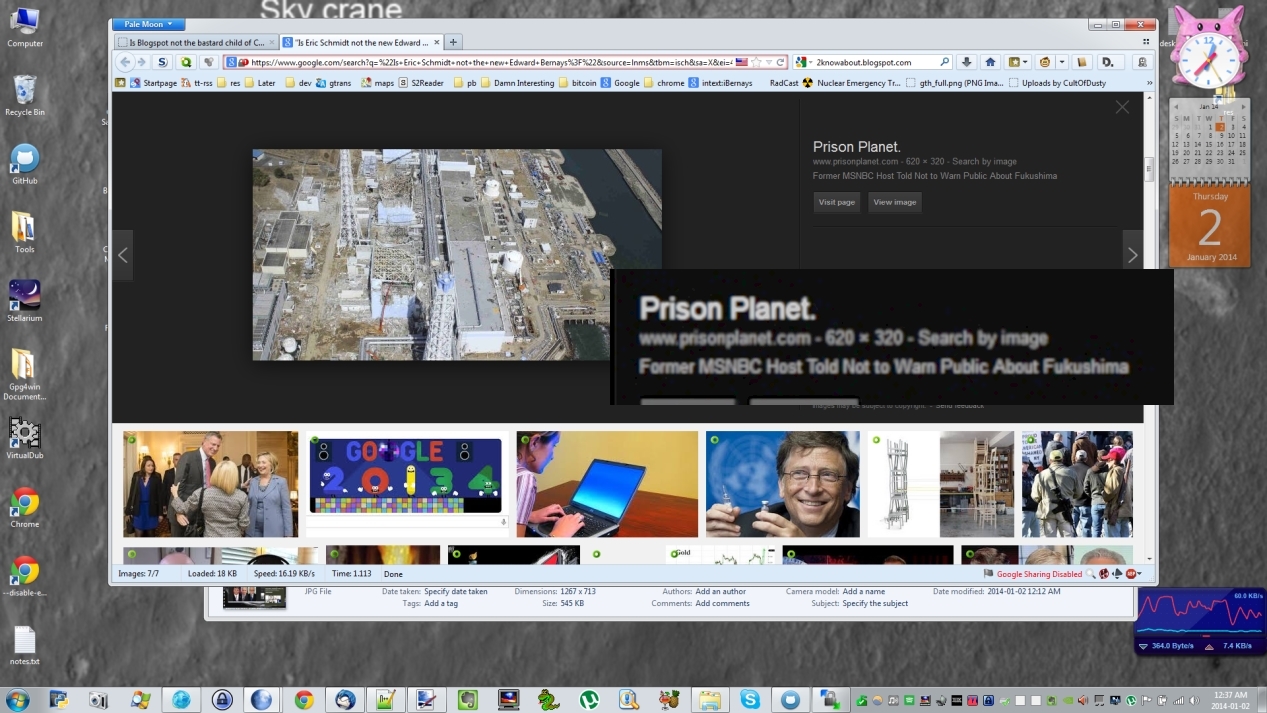 Sky crane
Computer
Recycle Bin
GitHub
Tools
Stellarium
Gpg4win
Document...
VirtualDub
Chrome
--disable-e...
notes.txt
Pale Moon
Is Blogspot not the bastard child of C...
"Is Eric Schmidt not the new Edward ...
https://www.google.com/search?q=%22Is+Eric+Schmidt+not+the+new+Edward+Bernays%3F%22&source=lnms&tbm=isch&sa=X&ei=
2knowabout.blogspot.com
Startpage tt-rss res Later dev gtrans maps S2Reader pb Damn Interesting bitcoin Google chrome intext:iBernays RadCast Nuclear Emergency Tr... gth_full.png (PNG Ima... Uploads by CultOfDusty
Prison Planet.
www.prisonplanet.com - 620 × 320 - Search by image
Former MSNBC Host Told Not to Warn Public About Fukushima
Visit page View image
Prison Planet.
www.prisonplanet.com - 620 × 320 - Search by image
Former MSNBC Host Told Not to Warn Public About Fukushima
Images may be subject to copyright. - Send feedback
GOOGLE
2 0 1 3 4
Gold
Images: 7/7 Loaded: 18 KB Speed: 16.19 KB/s Time: 1.113 Done
Google Sharing Disabled
JPG File
Date taken: Specify date taken
Tags: Add a tag
Dimensions: 1267 x 713
Size: 545 KB
Authors: Add an author
Comments: Add comments
Camera model: Add a name
Subject: Specify the subject
Date modified: 2014-01-02 12:12 AM
12
res
Jan 14
S M T W T F S
1 2 3 4
5 6 7 8 9 10 11
12 13 14 15 16 17 18
19 20 21 22 23 24 25
26 27 28 29 30 31
Thursday
2
January 2014
60.0 KB/s
364.0 Byte/s 7.4 KB/s
12:37 AM
2014-01-02